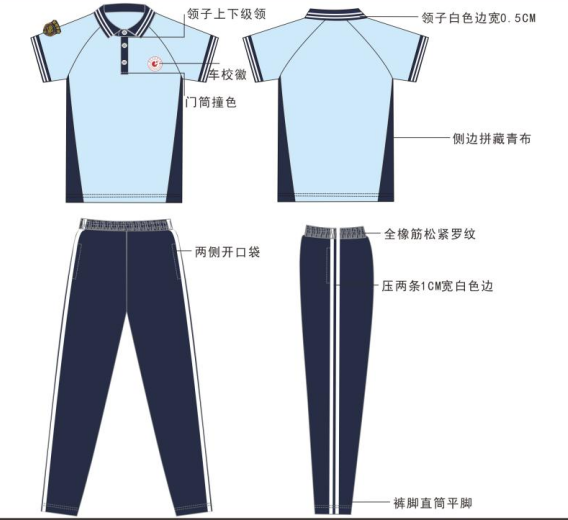 领子上下级领
领子白色边宽0.5CM
车校徽
门筒撞色
侧边拼藏青布
两侧开口袋
全橡筋松紧罗纹
压两条1CM宽白色边
裤脚直筒平脚